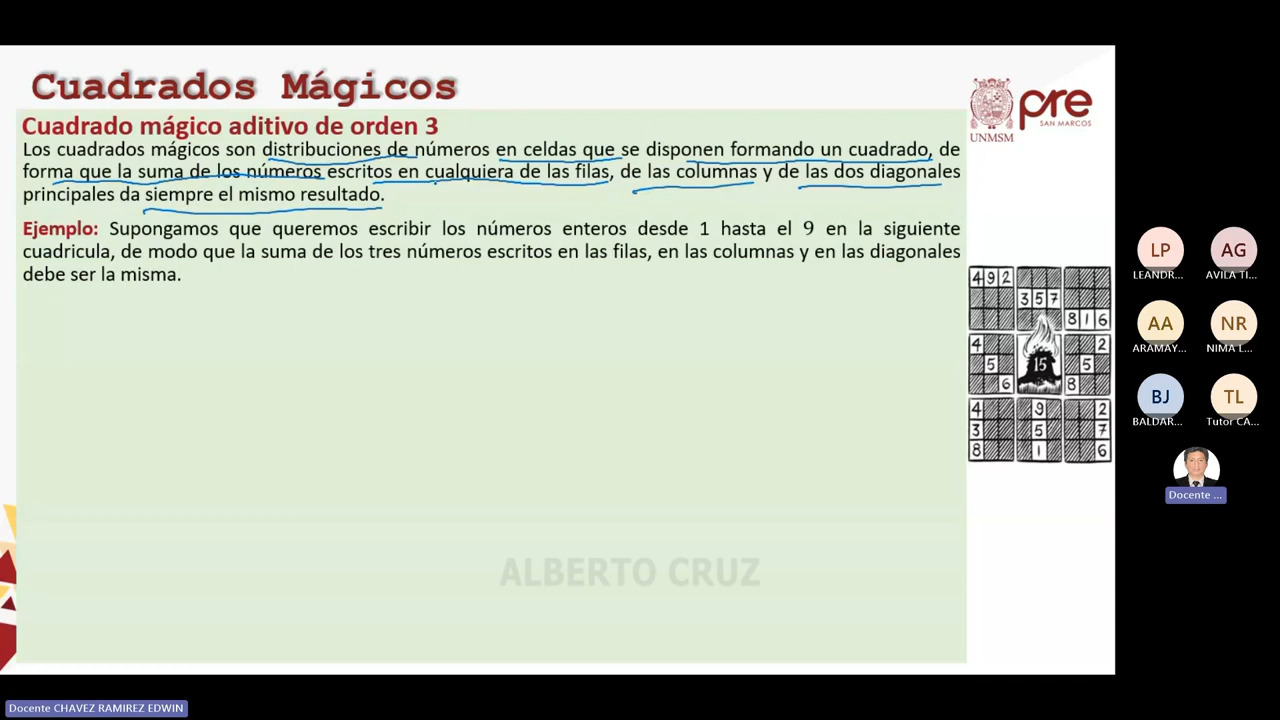 Cuadrados Mágicos
UNMSM
pre
SAN MARCOS
Cuadrado mágico aditivo de orden 3
Los cuadrados mágicos son distribuciones de números en celdas que se disponen formando un cuadrado, de
forma que la suma de los números escritos en cualquiera de las filas, de las columnas y de las dos diagonales
principales da siempre el mismo resultado.
Ejemplo: Supongamos que queremos escribir los números enteros desde 1 hasta el 9 en la siguiente
cuadricula, de modo que la suma de los tres números escritos en las filas, en las columnas y en las diagonales
debe ser la misma.
4 9 2
3 5 7
8 1 6
4 2
5 15 5
6 8
4 9 2
3 5 7
8 1 6
ALBERTO CRUZ
LP AG
LEANDR... AVILA TI...
AA NR
ARAMAY... NIMA L...
BJ TL
BALDAR... Tutor CA...
Docente ...
Docente CHAVEZ RAMIREZ EDWIN